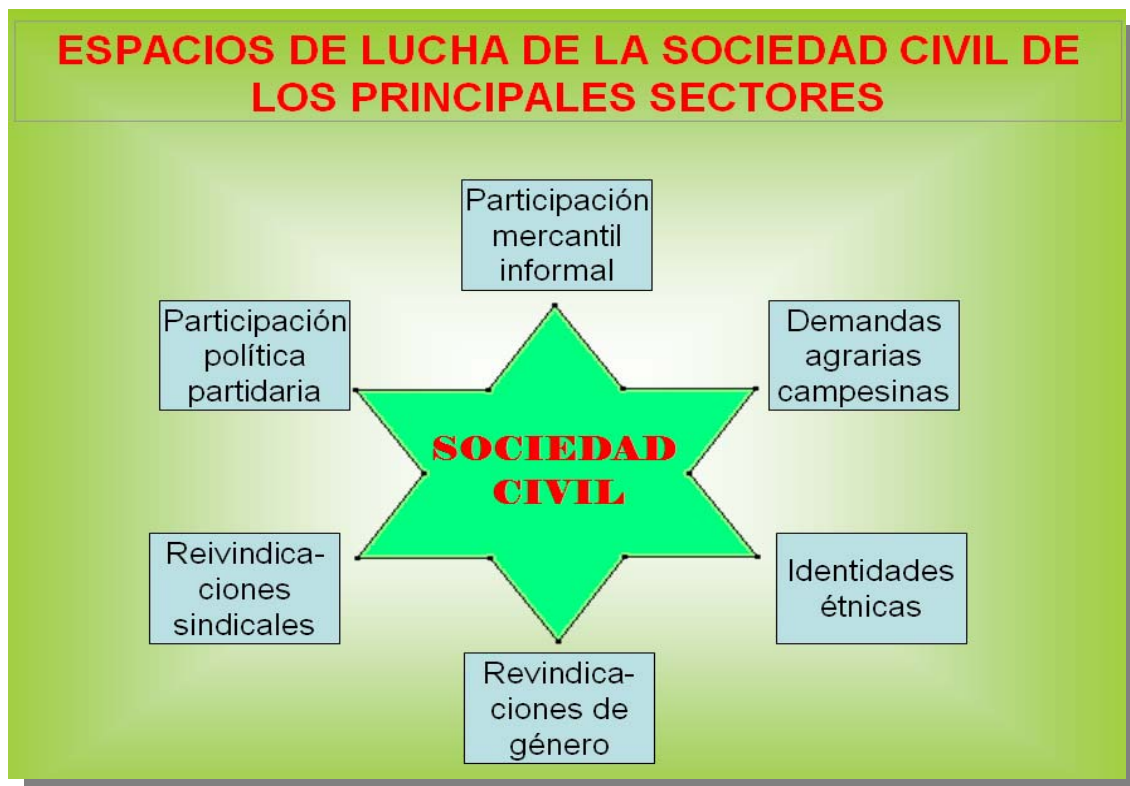 ESPACIOS DE LUCHA DE LA SOCIEDAD CIVIL DE
LOS PRINCIPALES SECTORES
Participación
mercantil
informal
Participación
política
partidaria
Demandas
agrarias
campesinas
SOCIEDAD
CIVIL
Reivindica-
ciones
sindicales
Identidades
étnicas
Revindica-
ciones de
género